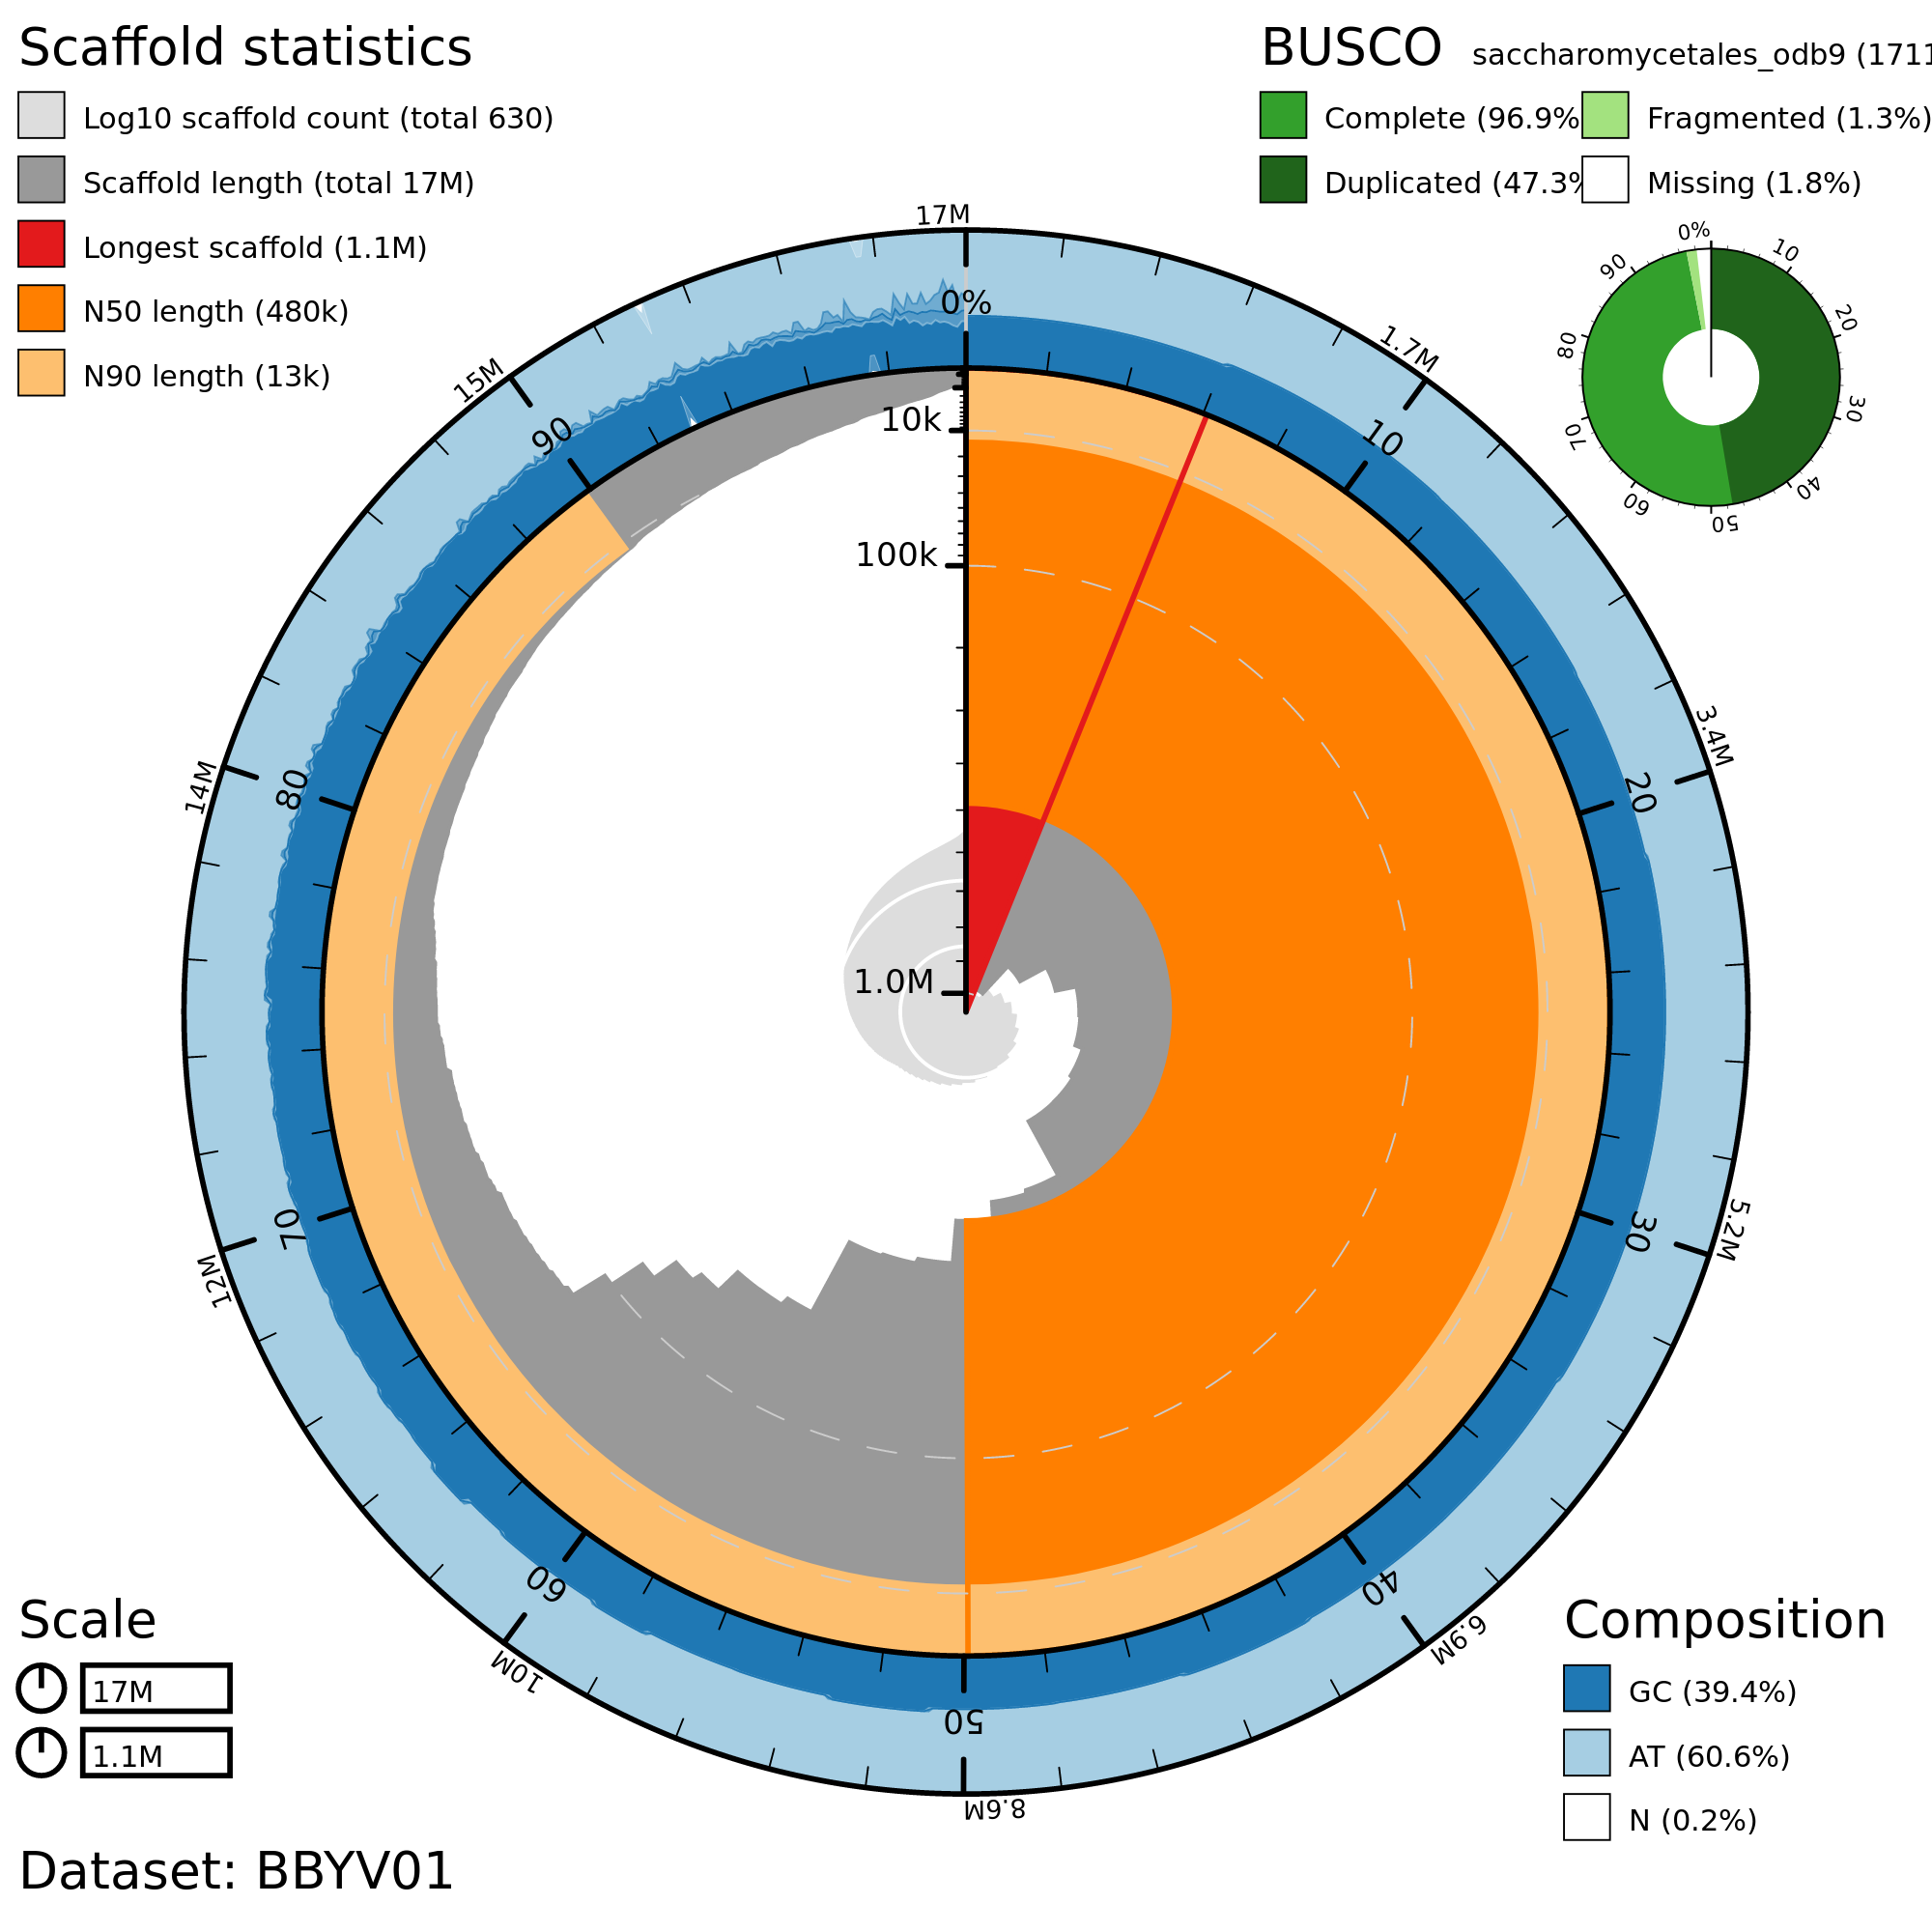 Scaffold statistics
Log10 scaffold count (total 630)
Scaffold length (total 17M)
Longest scaffold (1.1M)
N50 length (480k)
N90 length (13k)
BUSCO saccharomycetales_odb9 (1711
Complete (96.9%
Fragmented (1.3%)
Duplicated (47.3%
Missing (1.8%)
0%
10
20
30
40
50
60
70
80
90
17M
1.7M
3.4M
5.2M
6.9M
8.6M
10M
12M
14M
15M
0%
10
20
30
40
50
60
70
80
90
10k
100k
1.0M
Scale
17M
1.1M
Composition
GC (39.4%)
AT (60.6%)
N (0.2%)
Dataset: BBYV01